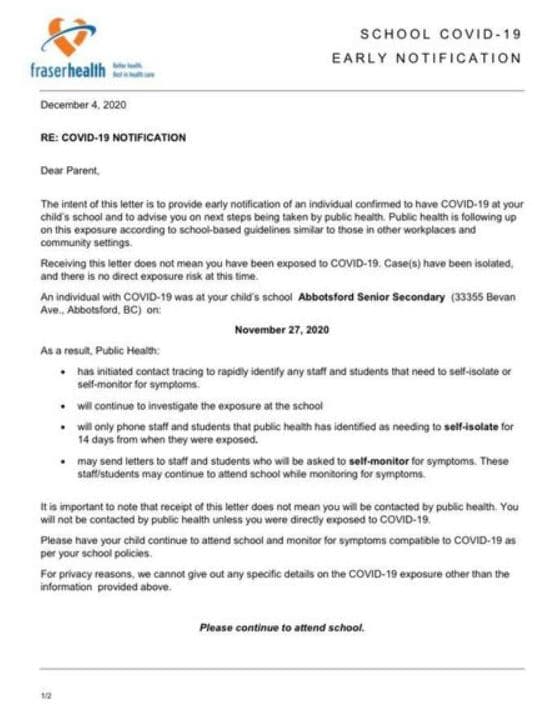 SCHOOL COVID-19
EARLY NOTIFICATION
fraserhealth
Better health.
Best in health care.
December 4, 2020
RE: COVID-19 NOTIFICATION
Dear Parent,
The intent of this letter is to provide early notification of an individual confirmed to have COVID-19 at your
child's school and to advise you on next steps being taken by public health. Public health is following up
on this exposure according to school-based guidelines similar to those in other workplaces and
community settings.
Receiving this letter does not mean you have been exposed to COVID-19. Case(s) have been isolated,
and there is no direct exposure risk at this time.
An individual with COVID-19 was at your child's school Abbotsford Senior Secondary (33355 Bevan
Ave., Abbotsford, BC) on:
November 27, 2020
As a result, Public Health:
• has initiated contact tracing to rapidly identify any staff and students that need to self-isolate or
self-monitor for symptoms.
• will continue to investigate the exposure at the school
• will only phone staff and students that public health has identified as needing to self-isolate for
14 days from when they were exposed.
• may send letters to staff and students who will be asked to self-monitor for symptoms. These
staff/students may continue to attend school while monitoring for symptoms.
It is important to note that receipt of this letter does not mean you will be contacted by public health. You
will not be contacted by public health unless you were directly exposed to COVID-19.
Please have your child continue to attend school and monitor for symptoms compatible to COVID-19 as
per your school policies.
For privacy reasons, we cannot give out any specific details on the COVID-19 exposure other than the
information provided above.
Please continue to attend school.
1/2